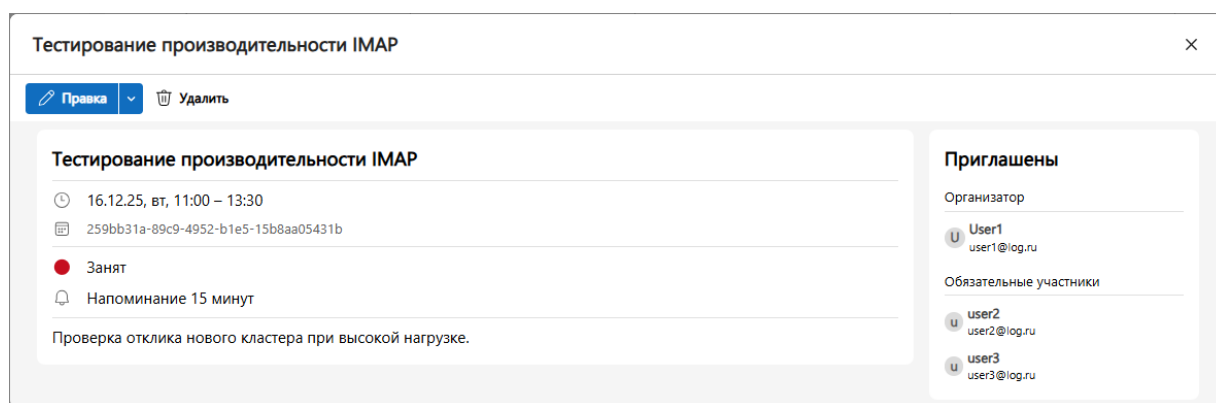 Тестирование производительности IMAP
Правка
Удалить
Тестирование производительности IMAP
16.12.25, вт, 11:00 – 13:30
259bb31a-89c9-4952-b1e5-15b8aa05431b
Занят
Напоминание 15 минут
Проверка отклика нового кластера при высокой нагрузке.
Приглашены
Организатор
U User1
user1@log.ru
Обязательные участники
u user2
user2@log.ru
u user3
user3@log.ru